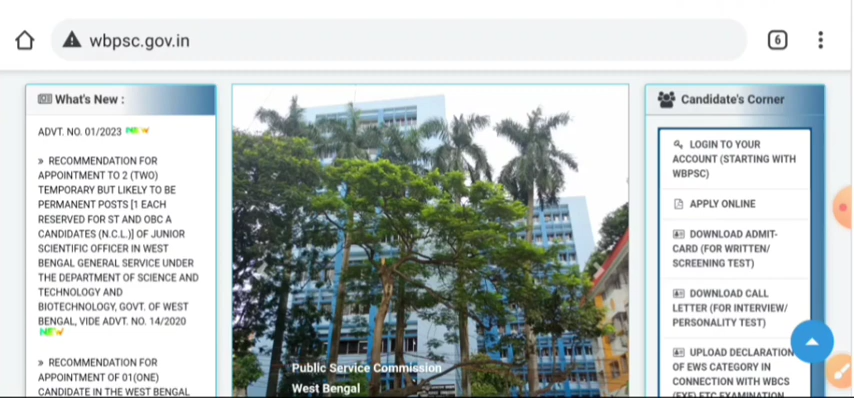 wbpsc.gov.in
6
What's New :
ADVT. NO. 01/2023 NEW
» RECOMMENDATION FOR
APPOINTMENT TO 2 (TWO)
TEMPORARY BUT LIKELY TO BE
PERMANENT POSTS [1 EACH
RESERVED FOR ST AND OBC A
CANDIDATES (N.C.L.)] OF JUNIOR
SCIENTIFIC OFFICER IN WEST
BENGAL GENERAL SERVICE UNDER
THE DEPARTMENT OF SCIENCE AND
TECHNOLOGY AND
BIOTECHNOLOGY, GOVT. OF WEST
BENGAL, VIDE ADVT. NO. 14/2020
NEW
» RECOMMENDATION FOR
APPOINTMENT OF 01(ONE)
CANDIDATE IN THE WEST BENGAL
Public Service Commission
West Bengal
Candidate's Corner
LOGIN TO YOUR
ACCOUNT (STARTING WITH
WBPSC)
APPLY ONLINE
DOWNLOAD ADMIT-
CARD (FOR WRITTEN/
SCREENING TEST)
DOWNLOAD CALL
LETTER (FOR INTERVIEW/
PERSONALITY TEST)
UPLOAD DECLARATION
OF EWS CATEGORY IN
CONNECTION WITH WBCS
(EXE) ETC EXAMINATION